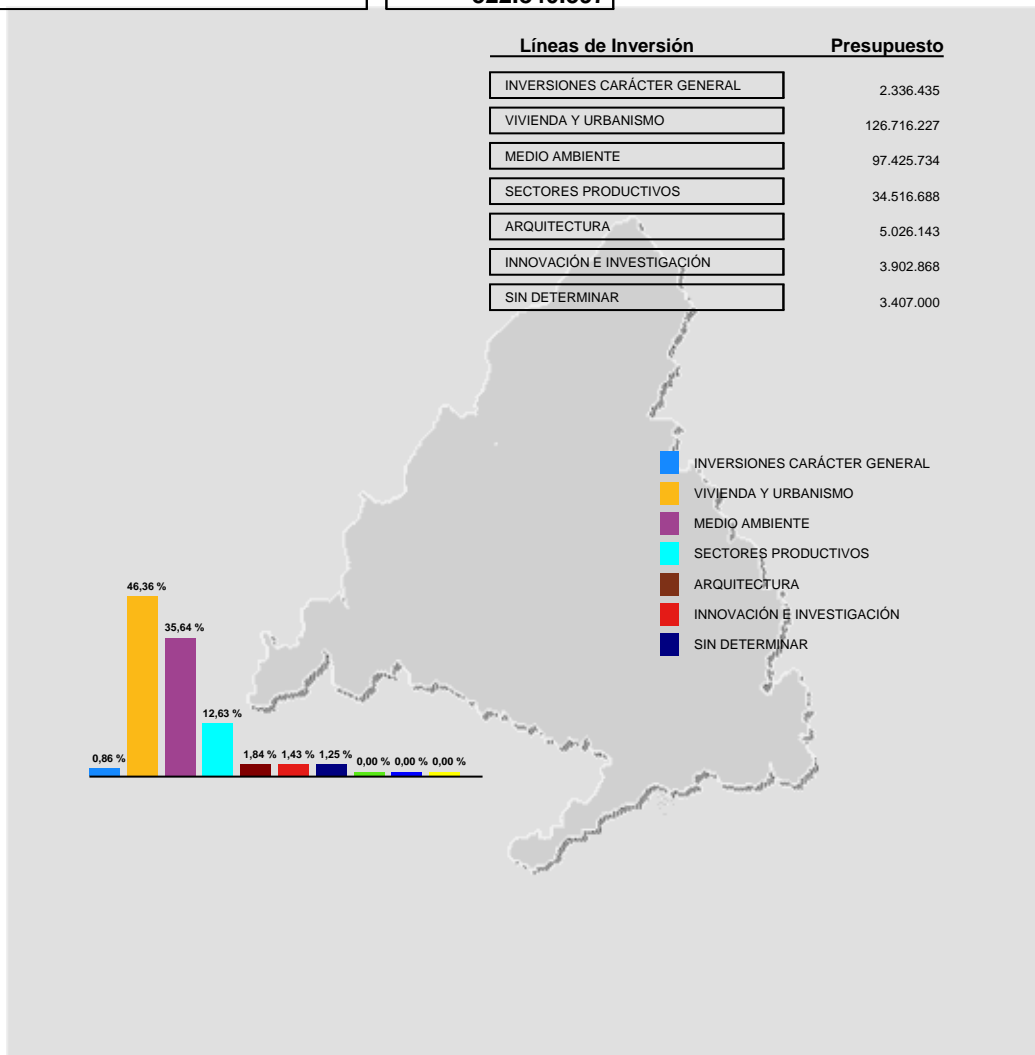 Líneas de Inversión Presupuesto
INVERSIONES CARÁCTER GENERAL 2.336.435
VIVIENDA Y URBANISMO 126.716.227
MEDIO AMBIENTE 97.425.734
SECTORES PRODUCTIVOS 34.516.688
ARQUITECTURA 5.026.143
INNOVACIÓN E INVESTIGACIÓN 3.902.868
SIN DETERMINAR 3.407.000
INVERSIONES CARÁCTER GENERAL
VIVIENDA Y URBANISMO
MEDIO AMBIENTE
SECTORES PRODUCTIVOS
ARQUITECTURA
INNOVACIÓN E INVESTIGACIÓN
SIN DETERMINAR
46,36 %
35,64 %
12,63 %
0,86 % 1,84 % 1,43 % 1,25 % 0,00 % 0,00 % 0,00 %